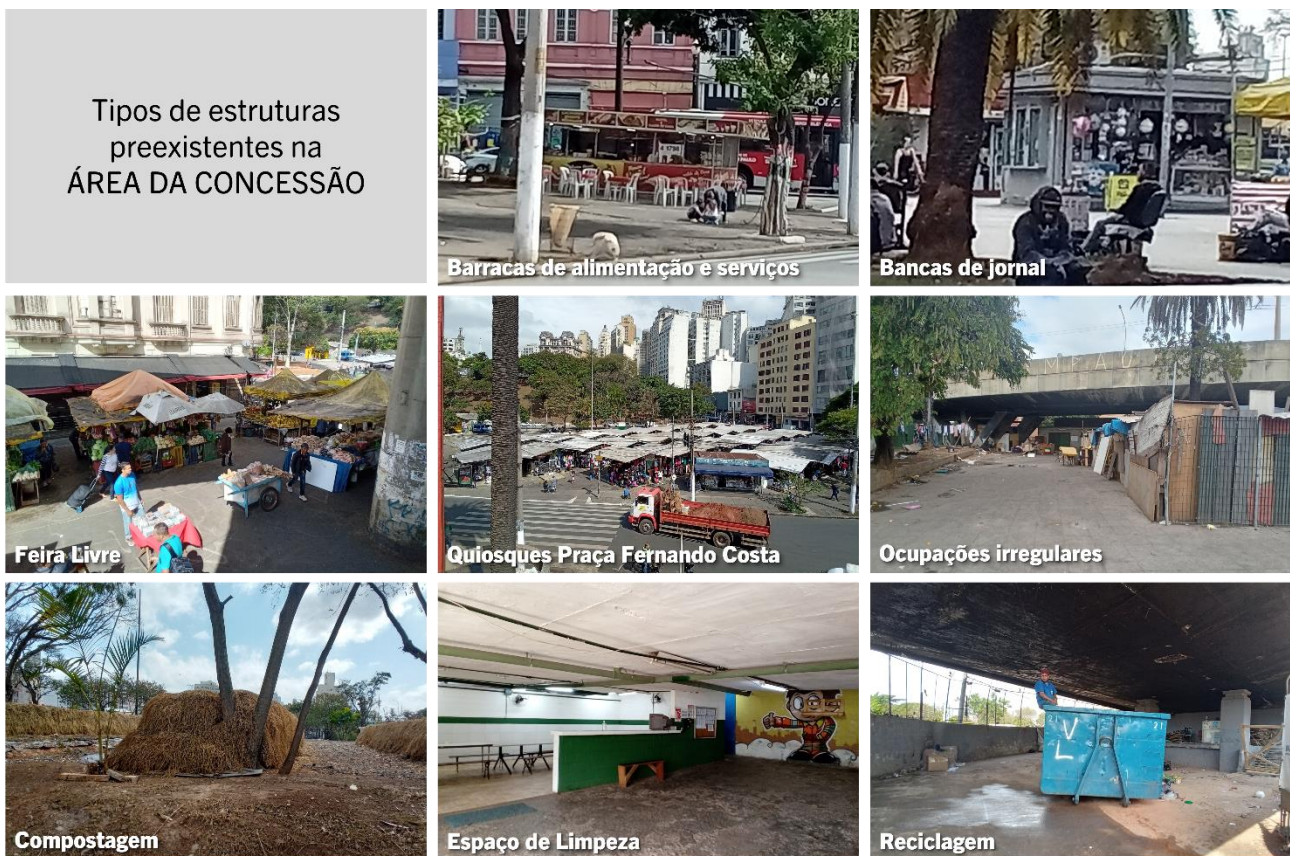 Tipos de estruturas
preexistentes na
ÁREA DA CONCESSÃO
Barracas de alimentação e serviços
Bancas de jornal
Feira Livre
Quiosques Praça Fernando Costa
Ocupações irregulares
Compostagem
Espaço de Limpeza
V
L
Reciclagem